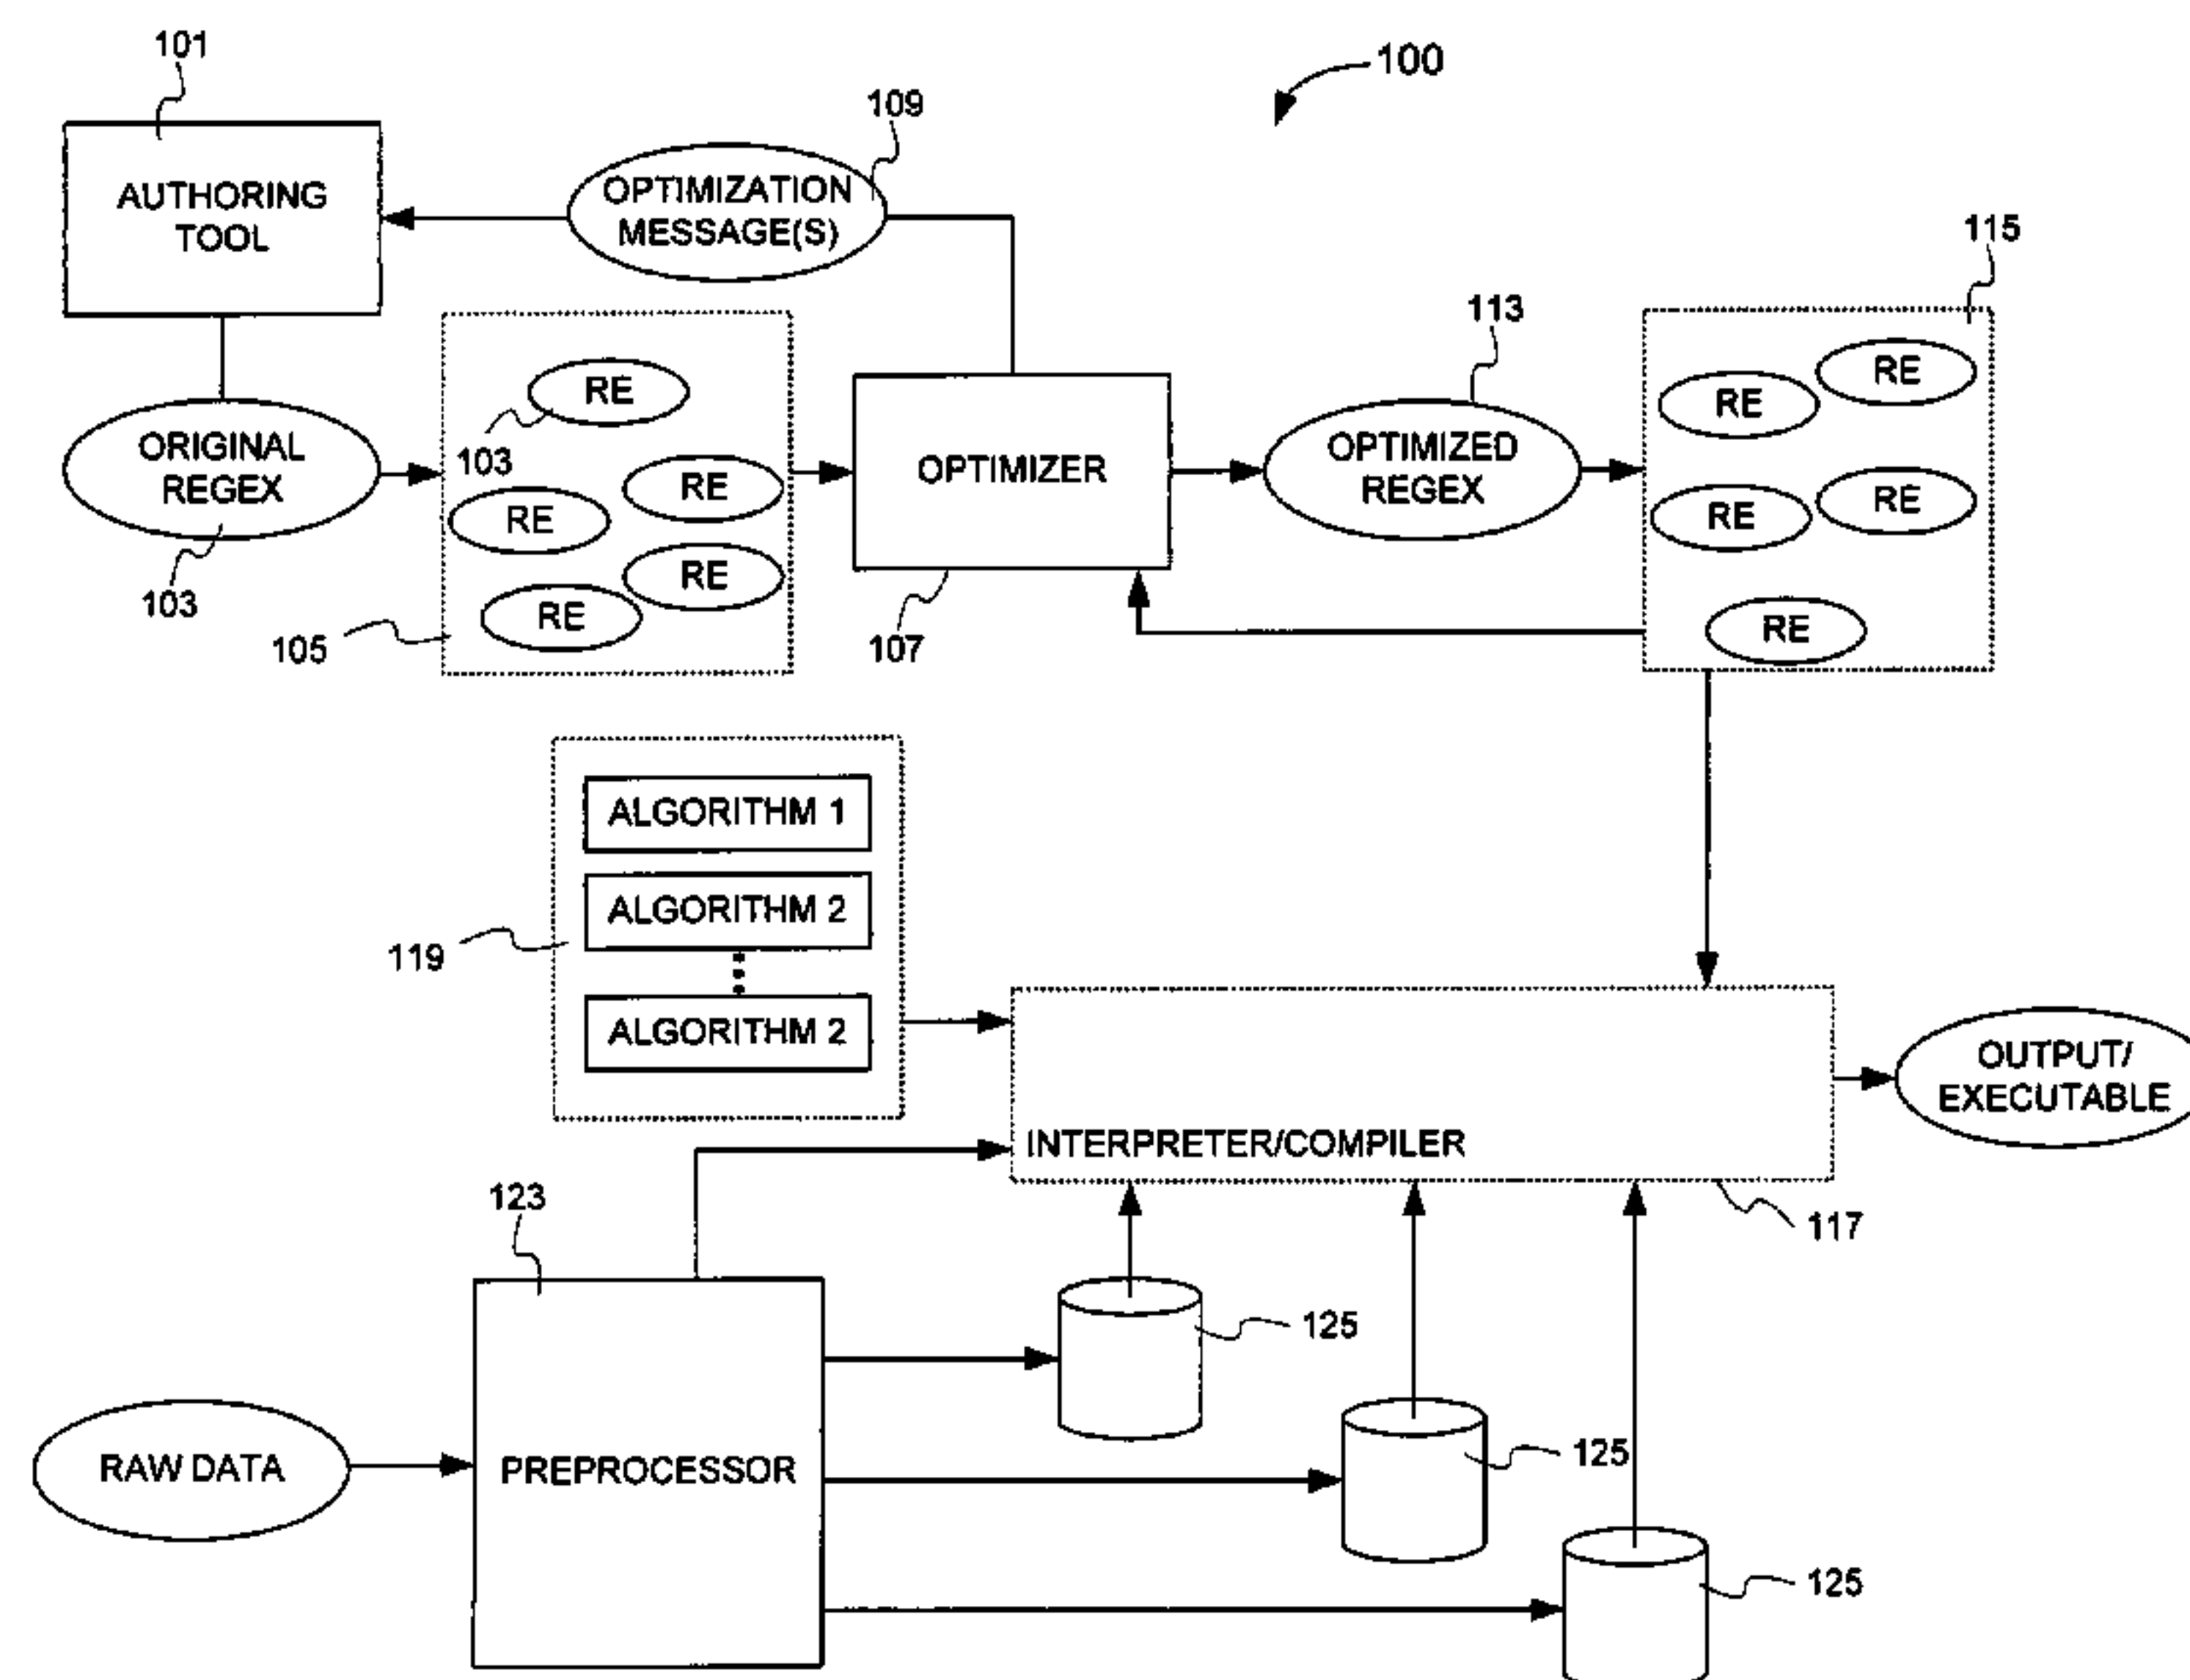 101
100
109
AUTHORING
TOOL
OPTIMIZATION
MESSAGE(S)
115
113
RE
RE
RE
ORIGINAL
REGEX
103
RE
RE
OPTIMIZER
OPTIMIZED
REGEX
RE
RE
RE
RE
103
105
107
RE
ALGORITHM 1
ALGORITHM 2
119
ALGORITHM 2
OUTPUT/
EXECUTABLE
INTERPRETER/COMPILER
123
117
125
RAW DATA
PREPROCESSOR
125
125